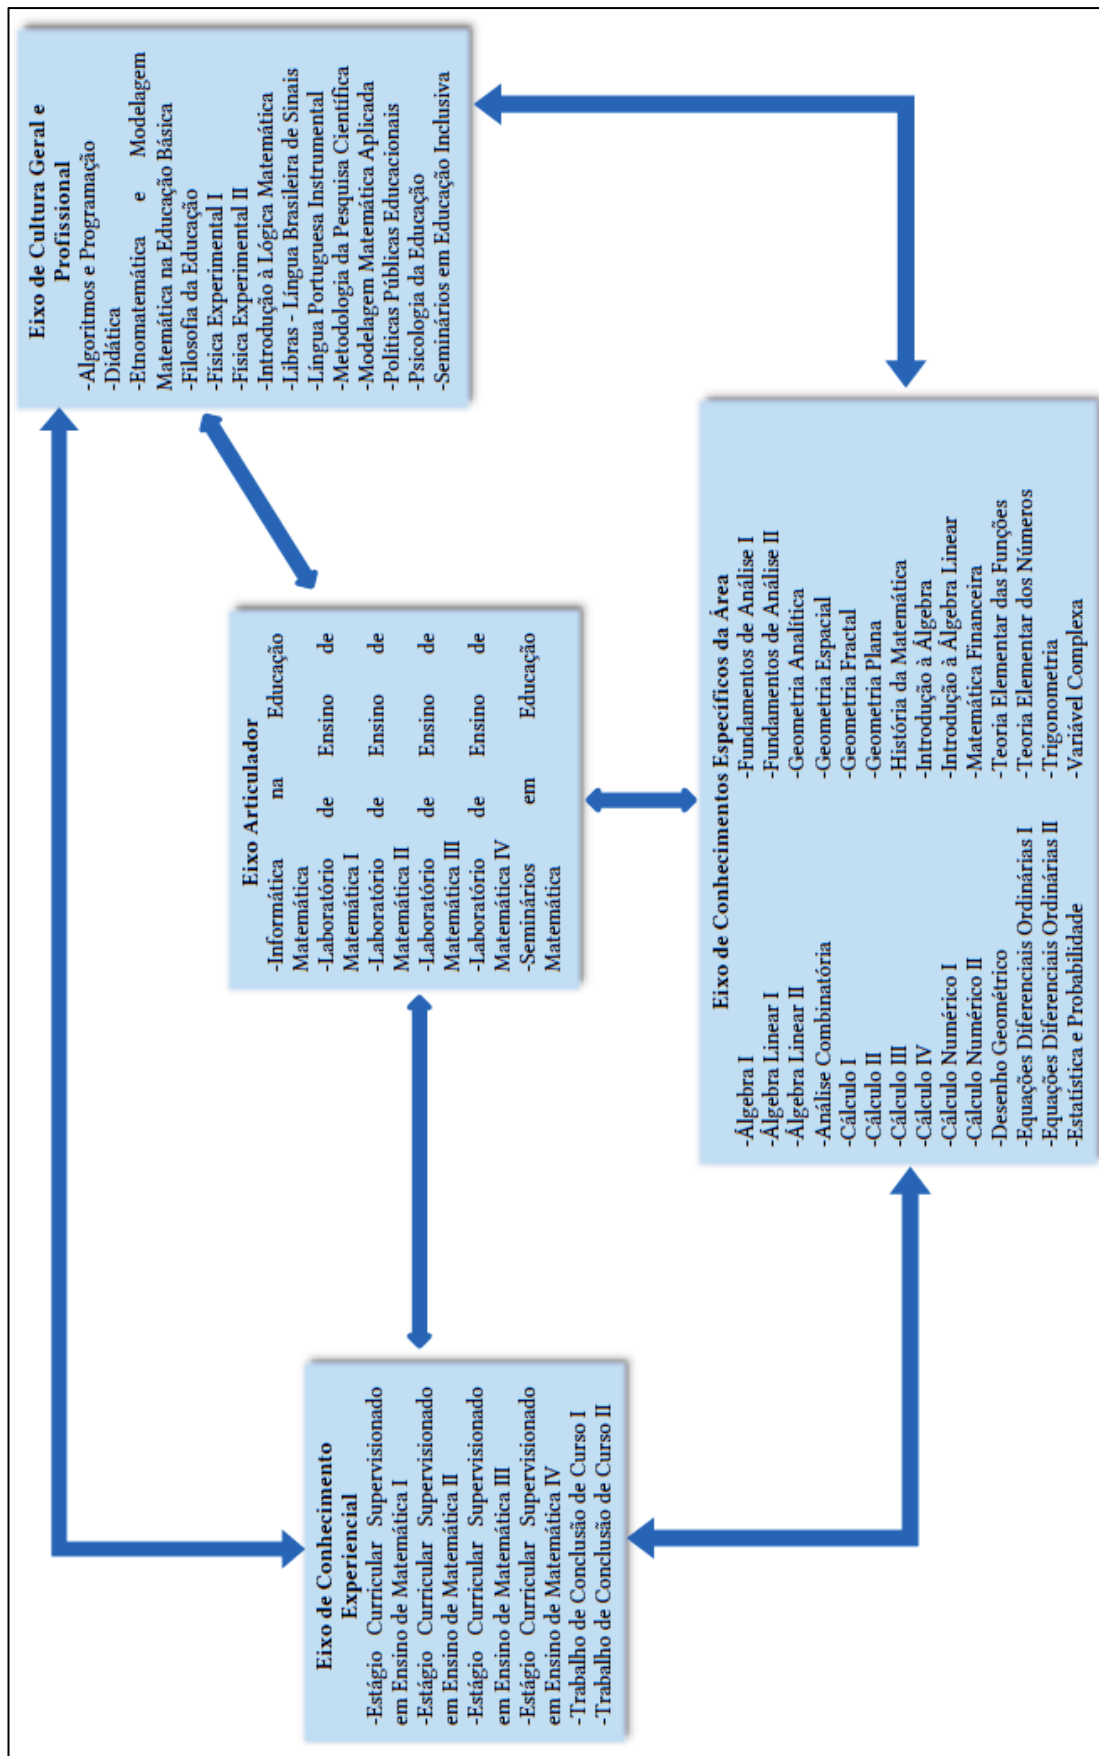 Eixo de Conhecimento
Experiencial
-Estágio Curricular Supervisionado
em Ensino de Matemática I
-Estágio Curricular Supervisionado
em Ensino de Matemática II
-Estágio Curricular Supervisionado
em Ensino de Matemática III
-Estágio Curricular Supervisionado
em Ensino de Matemática IV
-Trabalho de Conclusão de Curso I
-Trabalho de Conclusão de Curso II
Eixo Articulador
-Informática na Educação
Matemática
-Laboratório de Ensino de
Matemática I
-Laboratório de Ensino de
Matemática II
-Laboratório de Ensino de
Matemática III
-Laboratório de Ensino de
Matemática IV
-Seminários em Educação
Matemática
Eixo de Cultura Geral e
Profissional
-Algoritmos e Programação
-Didática
-Etnomatemática e Modelagem
Matemática na Educação Básica
-Filosofia da Educação
-Física Experimental I
-Física Experimental II
-Introdução à Lógica Matemática
-Libras - Língua Brasileira de Sinais
-Língua Portuguesa Instrumental
-Metodologia da Pesquisa Científica
-Modelagem Matemática Aplicada
-Políticas Públicas Educacionais
-Psicologia da Educação
-Seminários em Educação Inclusiva
Eixo de Conhecimentos Específicos da Área
-Álgebra I
-Álgebra Linear I
-Álgebra Linear II
-Análise Combinatória
-Cálculo I
-Cálculo II
-Cálculo III
-Cálculo IV
-Cálculo Numérico I
-Cálculo Numérico II
-Desenho Geométrico
-Equações Diferenciais Ordinárias I
-Equações Diferenciais Ordinárias II
-Estatística e Probabilidade
-Fundamentos de Análise I
-Fundamentos de Análise II
-Geometria Analítica
-Geometria Espacial
-Geometria Fractal
-Geometria Plana
-História da Matemática
-Introdução à Álgebra
-Introdução à Álgebra Linear
-Matemática Financeira
-Teoria Elementar das Funções
-Teoria Elementar dos Números
-Trigonometria
-Variável Complexa